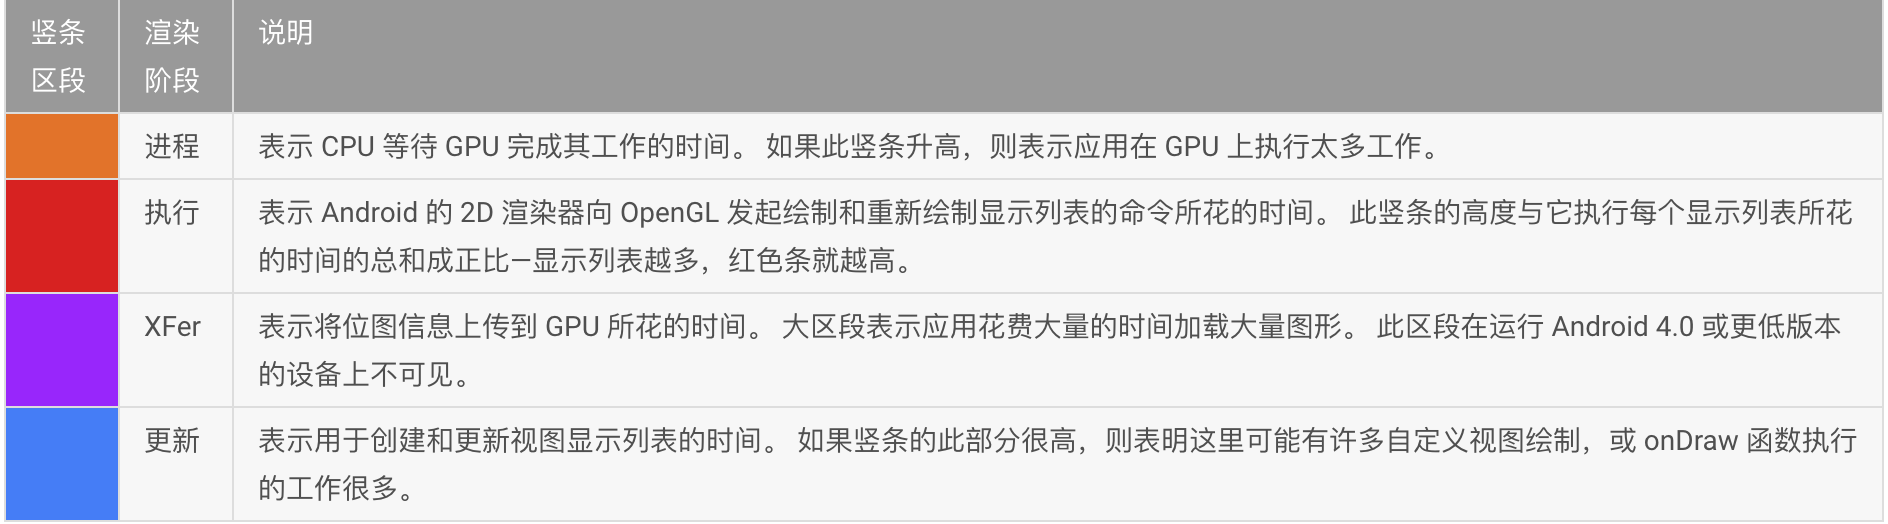 竖条 渲染 说明
区段 阶段
进程 表示 CPU 等待 GPU 完成其工作的时间。 如果此竖条升高，则表示应用在 GPU 上执行太多工作。
执行 表示 Android 的 2D 渲染器向 OpenGL 发起绘制和重新绘制显示列表的命令所花的时间。 此竖条的高度与它执行每个显示列表所花
的时间的总和成正比—显示列表越多，红色条就越高。
XFer 表示将位图信息上传到 GPU 所花的时间。 大区段表示应用花费大量的时间加载大量图形。 此区段在运行 Android 4.0 或更低版本
的设备上不可见。
更新 表示用于创建和更新视图显示列表的时间。 如果竖条的此部分很高，则表明这里可能有许多自定义视图绘制，或 onDraw 函数执行
的工作很多。